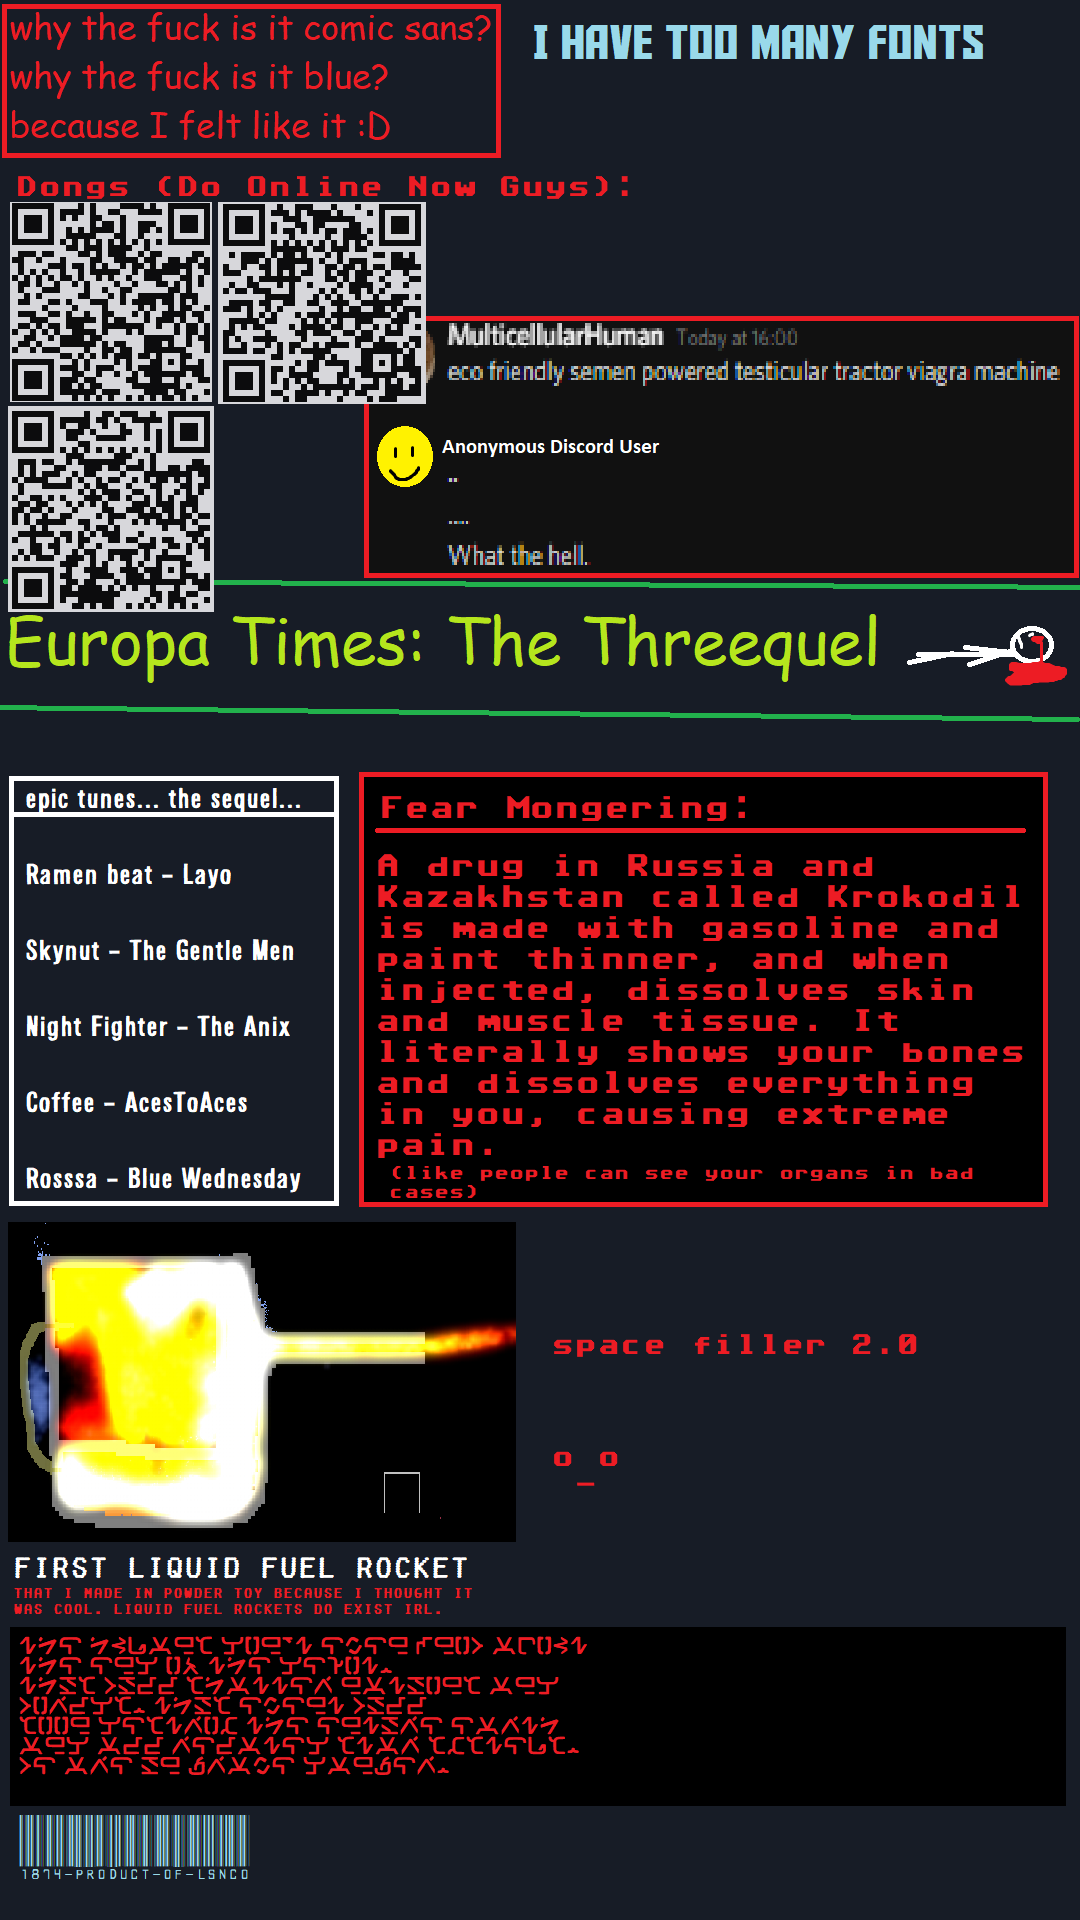 why the fuck is it comic sans?
why the fuck is it blue?
because I felt like it :D
I HAVE TOO MANY FONTS
Dongs (Do Online Now Guys):
MulticellularHuman Today at 16:00
eco friendly semen powered testicular tractor viagra machine
Anonymous Discord User
..
....
What the hell.
Europa Times: The Threequel
epic tunes... the sequel...
Ramen beat - Layo
Skynut - The Gentle Men
Night Fighter - The Anix
Coffee - AcesToAces
Rosssa - Blue Wednesday
Fear Mongering:
A drug in Russia and
Kazakhstan called Krokodil
is made with gasoline and
paint thinner, and when
injected, dissolves skin
and muscle tissue. It
literally shows your bones
and dissolves everything
in you, causing extreme
pain.
(like people can see your organs in bad
cases)
space filler 2.0
o_o
FIRST LIQUID FUEL ROCKET
THAT I MADE IN POWDER TOY BECAUSE I THOUGHT IT
WAS COOL. LIQUID FUEL ROCKETS DO EXIST IRL.
1874-PRODUCT-OF-LSNCO